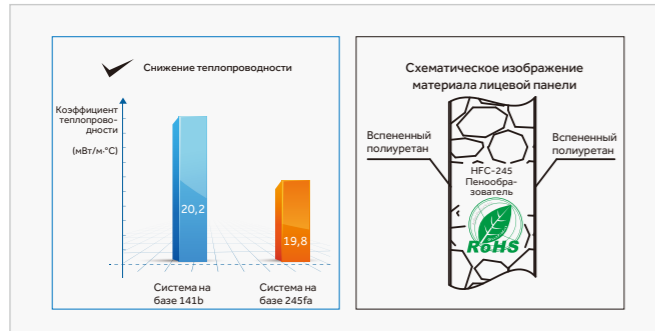 Снижение теплопроводности
Коэффициент
теплопрово-
дности
(мВт/м·°С)
20,2
19,8
Система на
базе 141b
Система на
базе 245fa
Схематическое изображение
материала лицевой панели
Вспененный
полиуретан
Вспененный
полиуретан
HFC-245
Пенообра-
зователь
RoHS